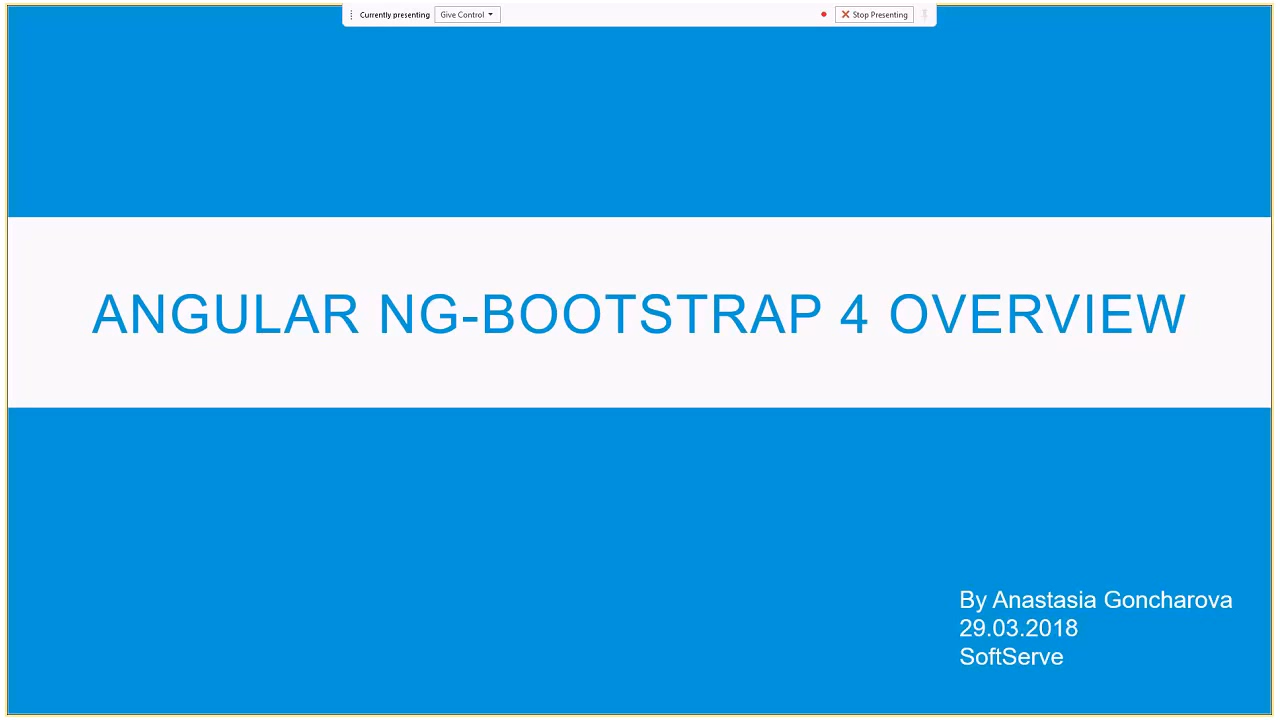 Currently presenting Give Control Stop Presenting
ANGULAR NG-BOOTSTRAP 4 OVERVIEW
By Anastasia Goncharova
29.03.2018
SoftServe